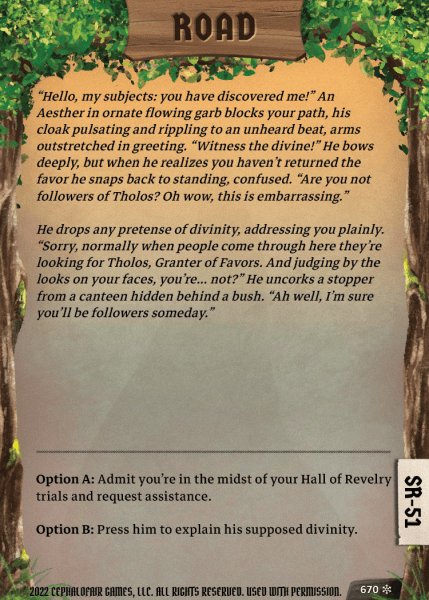 ROAD
“Hello, my subjects: you have discovered me!” An
Aesther in ornate flowing garb blocks your path, his
cloak pulsating and rippling to an unheard beat, arms
outstretched in greeting. “Witness the divine!” He bows
deeply, but when he realizes you haven’t returned the
favor he snaps back to standing, confused. “Are you not
followers of Tholos? Oh wow, this is embarrassing.”
He drops any pretense of divinity, addressing you plainly.
“Sorry, normally when people come through here they’re
looking for Tholos, Granter of Favors. And judging by the
looks on your faces, you’re... not?” He uncorks a stopper
from a canteen hidden behind a bush. “Ah well, I’m sure
you’ll be followers someday.”
Option A: Admit you’re in the midst of your Hall of Revelry
trials and request assistance.
Option B: Press him to explain his supposed divinity.
SR-51
2022 CEPHALOFAIR GAMES, LLC. ALL RIGHTS RESERVED. USED WITH PERMISSION.
670